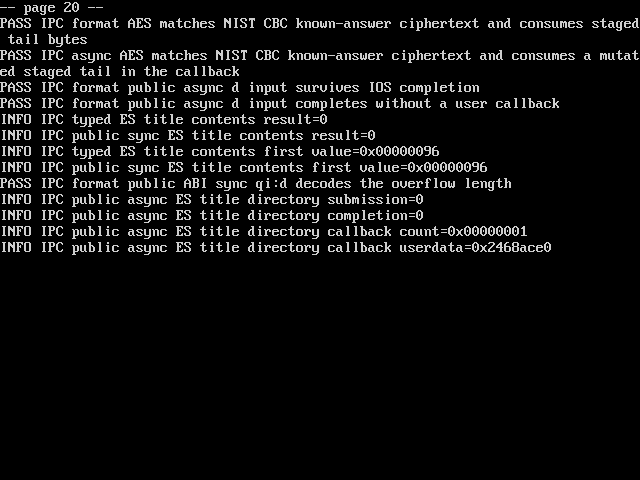 -- page 20 --
PASS IPC format AES matches NIST CBC known-answer ciphertext and consumes staged
 tail bytes
PASS IPC async AES matches NIST CBC known-answer ciphertext and consumes a mutat
ed staged tail in the callback
PASS IPC format public async d input survives IOS completion
PASS IPC format public async d input completes without a user callback
INFO IPC typed ES title contents result=0
INFO IPC public sync ES title contents result=0
INFO IPC typed ES title contents first value=0x00000096
INFO IPC public sync ES title contents first value=0x00000096
PASS IPC format public ABI sync qi:d decodes the overflow length
INFO IPC public async ES title directory submission=0
INFO IPC public async ES title directory completion=0
INFO IPC public async ES title directory callback count=0x00000001
INFO IPC public async ES title directory callback userdata=0x2468ace0